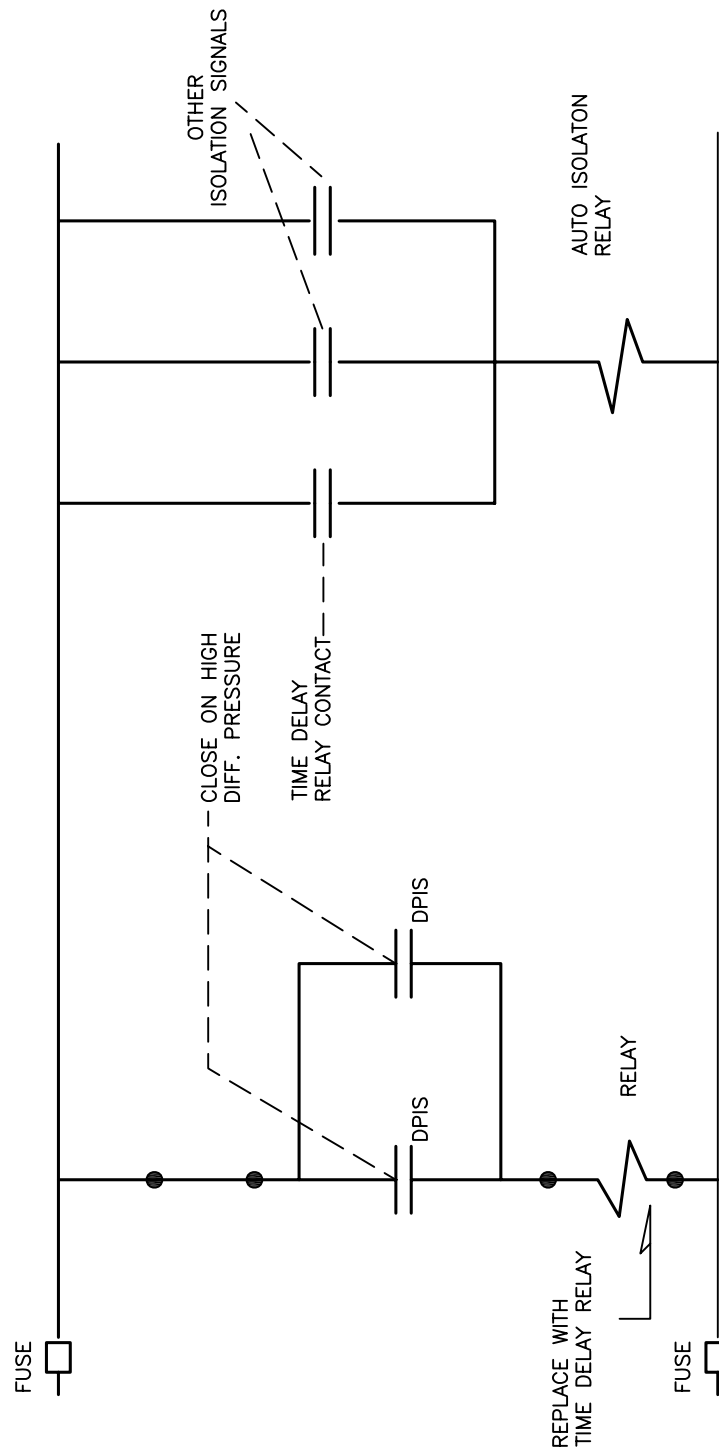 FUSE
CLOSE ON HIGH
DIFF. PRESSURE
TIME DELAY
RELAY CONTACT
OTHER
ISOLATION SIGNALS
DPIS
DPIS
RELAY
AUTO ISOLATON
RELAY
REPLACE WITH
TIME DELAY RELAY
FUSE